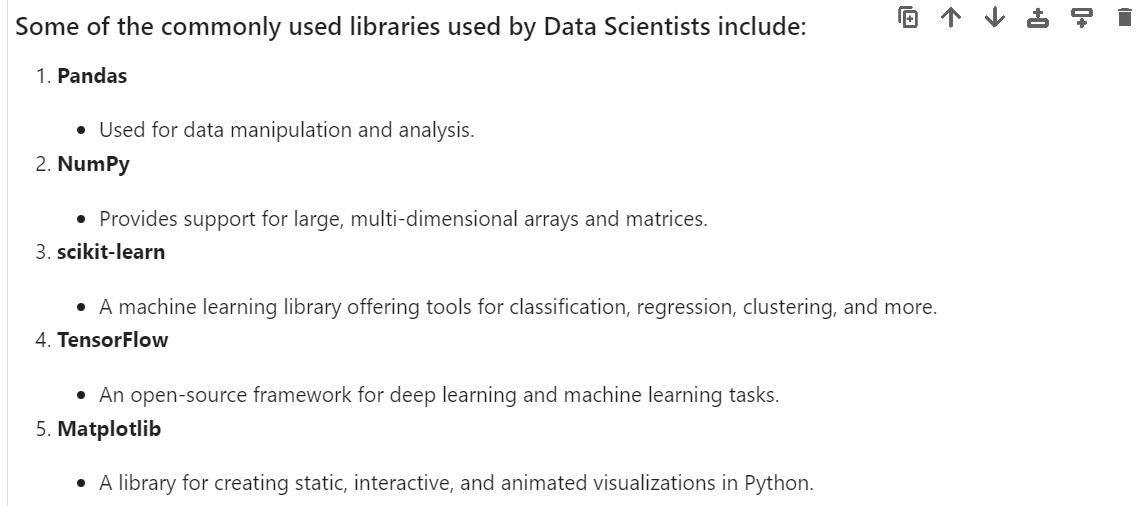 Some of the commonly used libraries used by Data Scientists include:
1. Pandas
• Used for data manipulation and analysis.
2. NumPy
• Provides support for large, multi-dimensional arrays and matrices.
3. scikit-learn
• A machine learning library offering tools for classification, regression, clustering, and more.
4. TensorFlow
• An open-source framework for deep learning and machine learning tasks.
5. Matplotlib
• A library for creating static, interactive, and animated visualizations in Python.